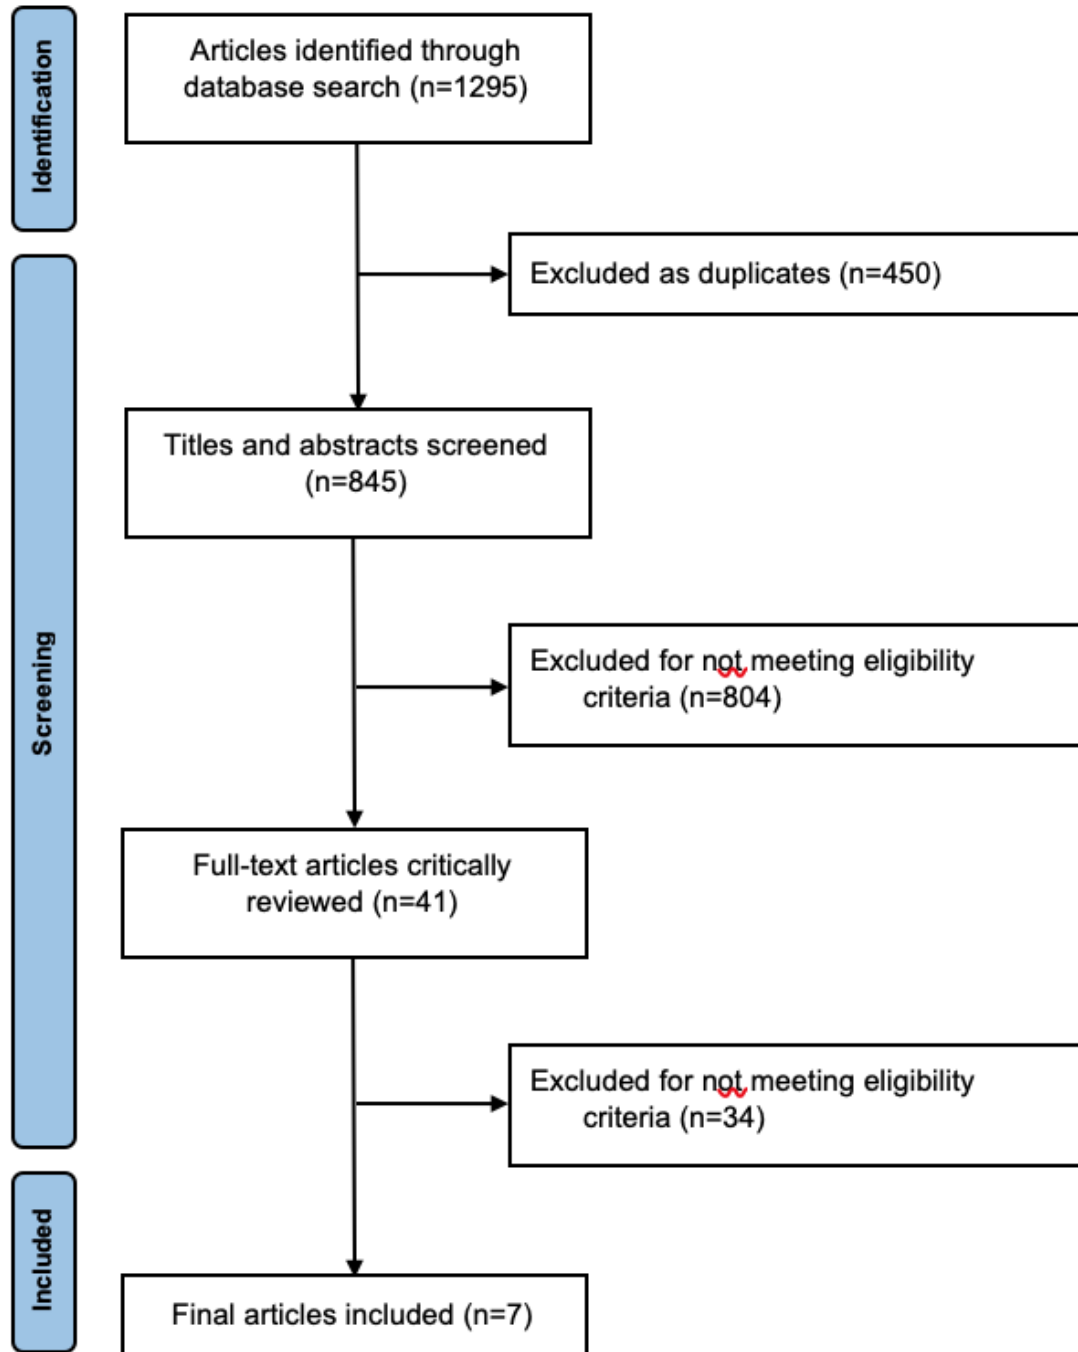 Identification
Articles identified through
database search (n=1295)
Excluded as duplicates (n=450)
Screening
Titles and abstracts screened
(n=845)
Excluded for not meeting eligibility
criteria (n=804)
Full-text articles critically
reviewed (n=41)
Excluded for not meeting eligibility
criteria (n=34)
Included
Final articles included (n=7)